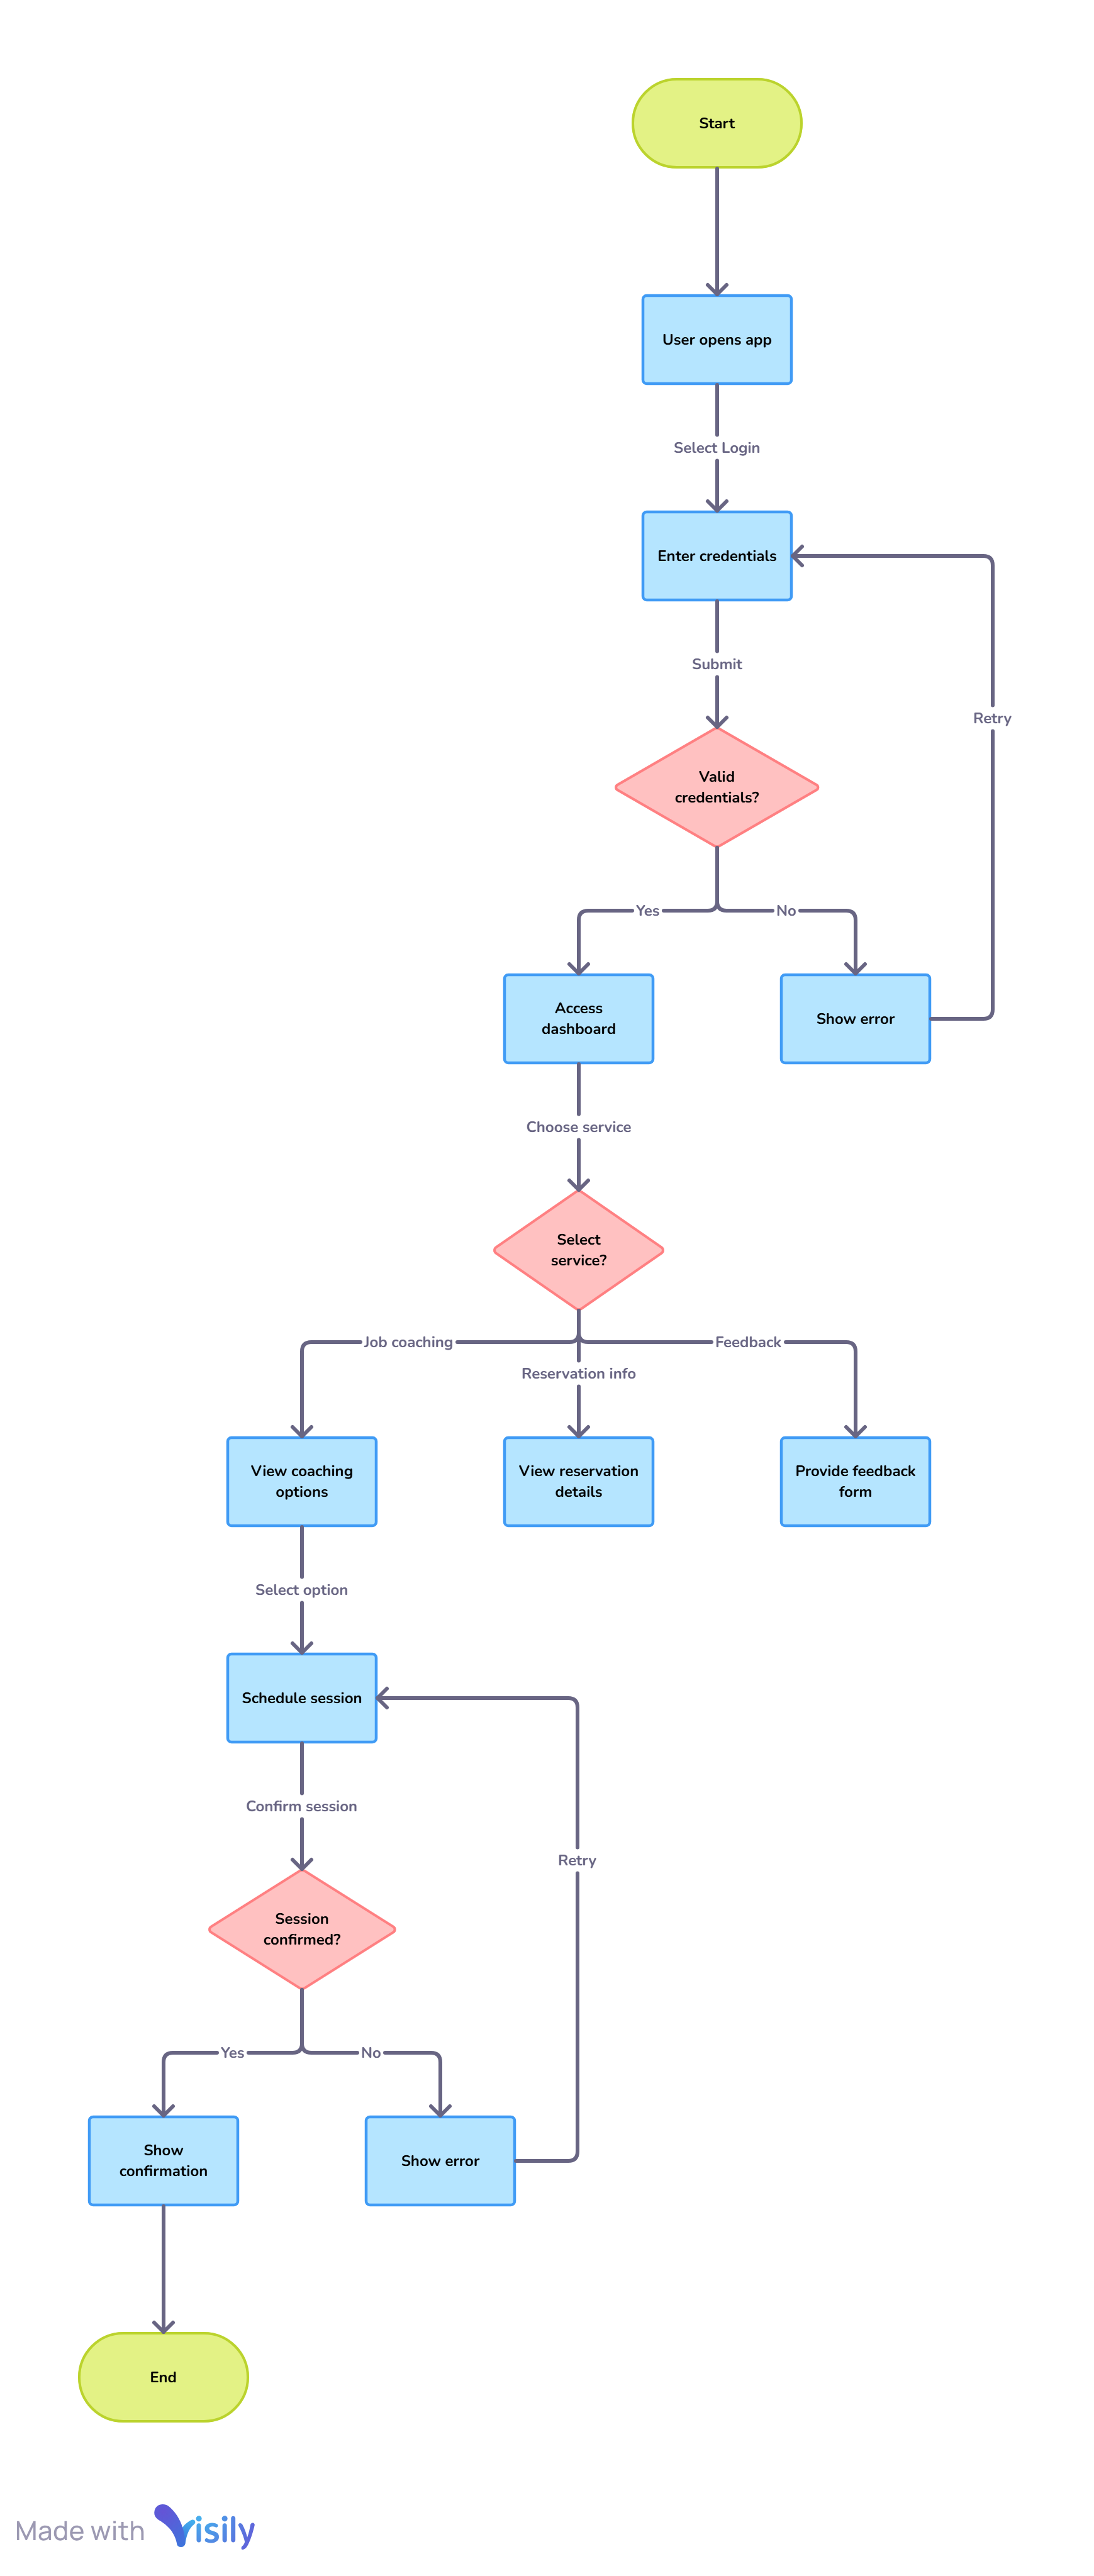 Start
User opens app
Select Login
Enter credentials
Submit
Retry
Valid
credentials?
Yes
No
Access
dashboard
Show error
Choose service
Select
service?
Job coaching
Feedback
Reservation info
View coaching
options
View reservation
details
Provide feedback
form
Select option
Schedule session
Confirm session
Retry
Session
confirmed?
Yes
No
Show
confirmation
Show error
End
Made with Visily